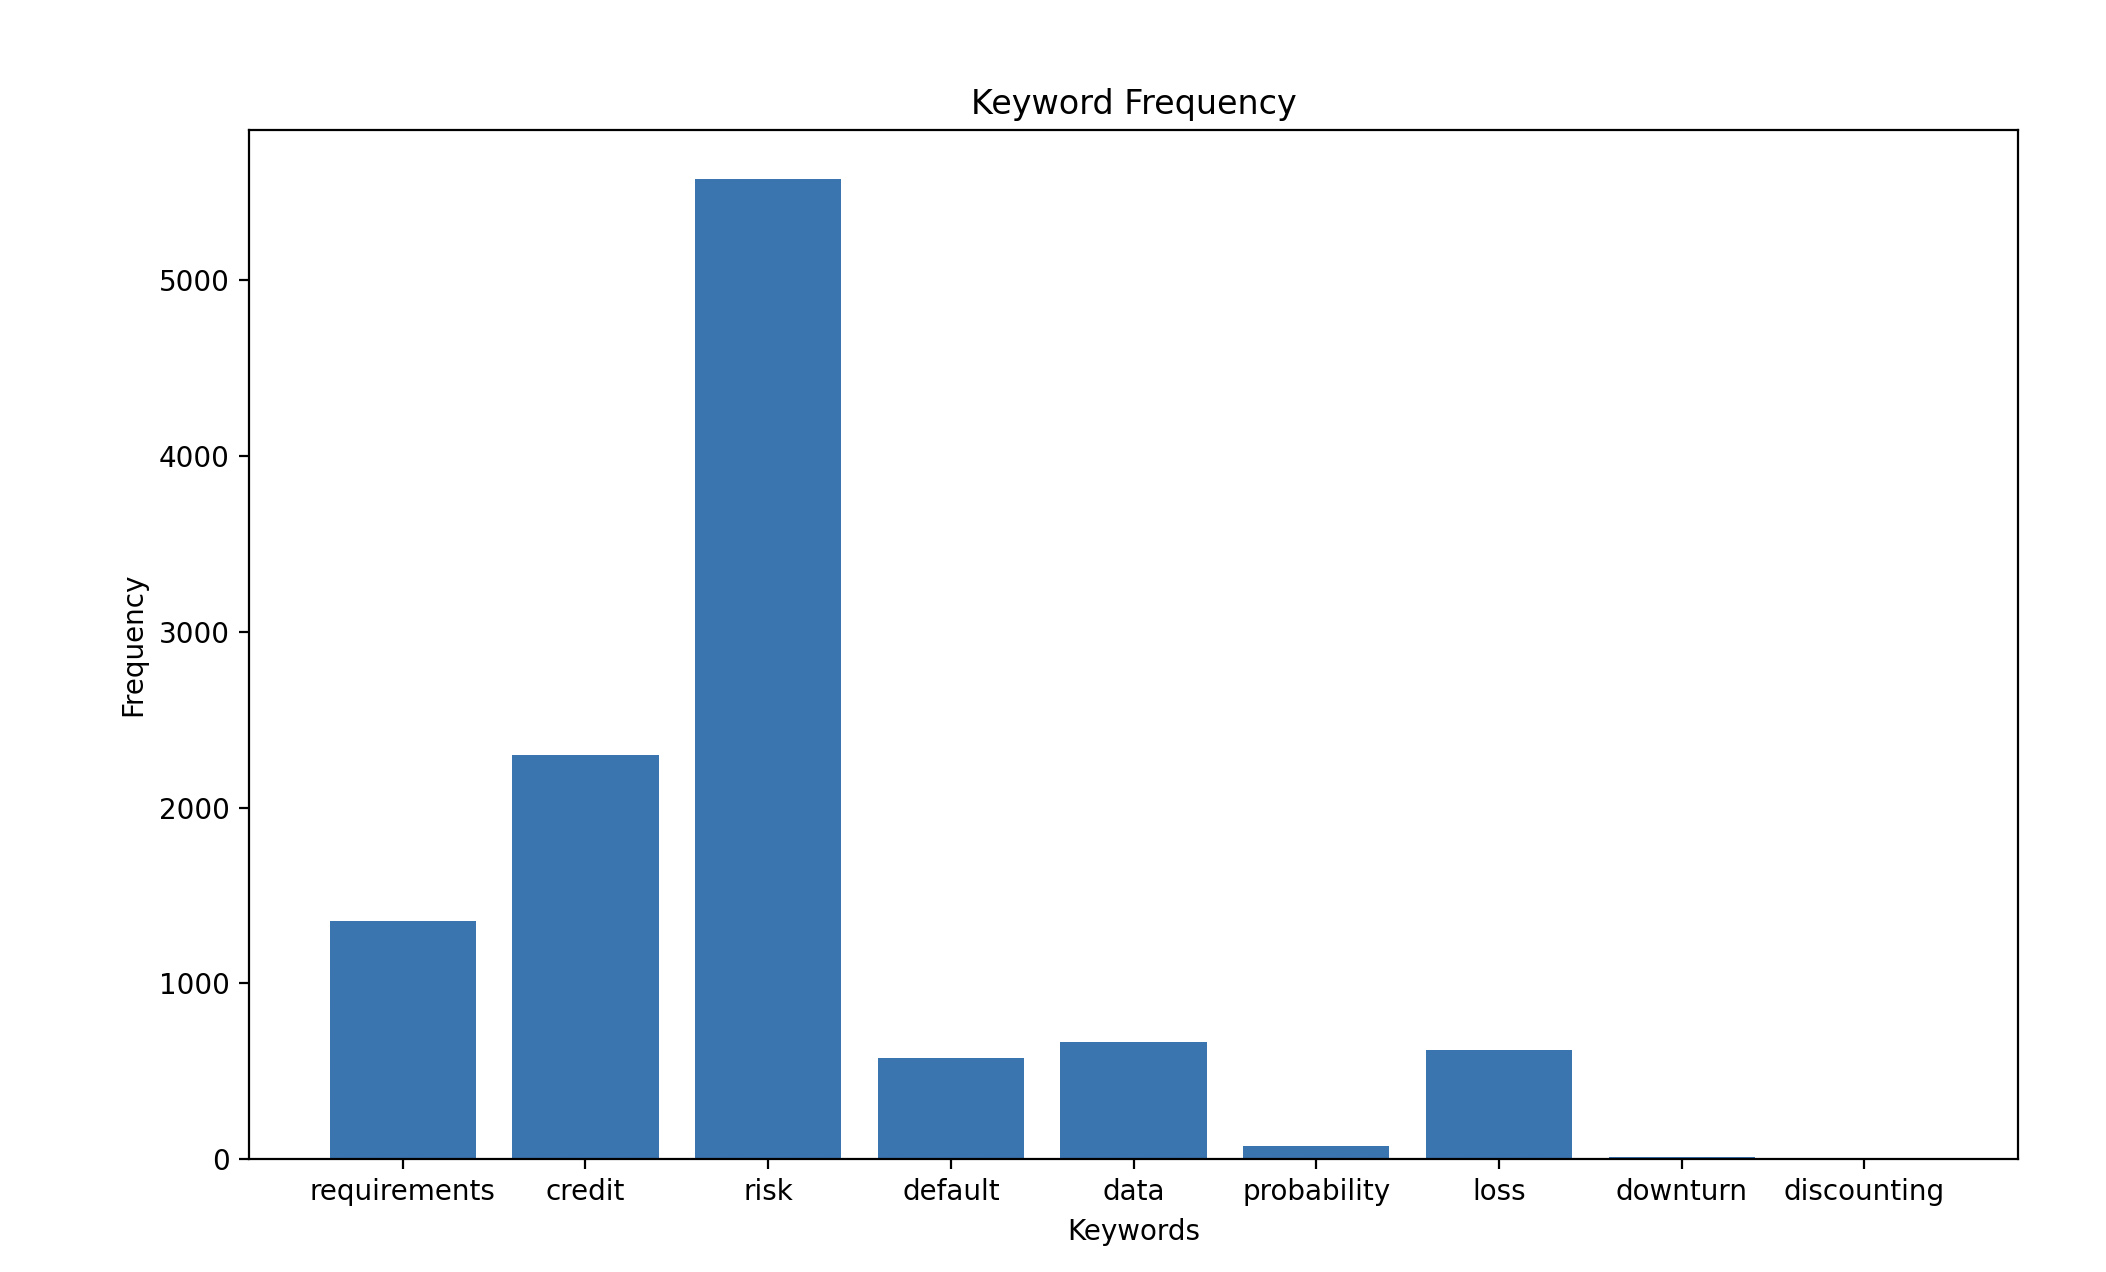 Keyword Frequency
Frequency
5000
4000
3000
2000
1000
0
requirements credit risk default data probability loss downturn discounting
Keywords